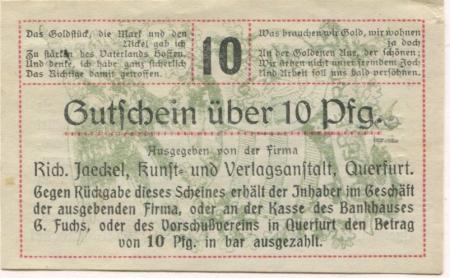 Das Goldstück, die Mark und den
Nickel gab ich
Zu stärken des Vaterlands Hoffen.
Und denke, ich habe ganz sicherlich
Das Richtige damit getroffen.
10
Was brauchen wir Gold, wir wohnen
ja doch
An der Goldenen Aue, der schönen;
Wir stehen nicht unter fremdem Joch
Und Arbeit soll uns bald versöhnen.
Gutschein über 10 Pfg.
Ausgegeben von der Firma
Rich. Jaeckel, Kunst- und Verlagsanstalt, Querfurt.
Gegen Rückgabe dieses Scheines erhält der Inhaber im Geschäft
der ausgebenden Firma, oder an der Kasse des Bankhauses
G. Fuchs, oder des Vorschußvereins in Querfurt den Betrag
von 10 Pfg. in bar ausgezahlt.